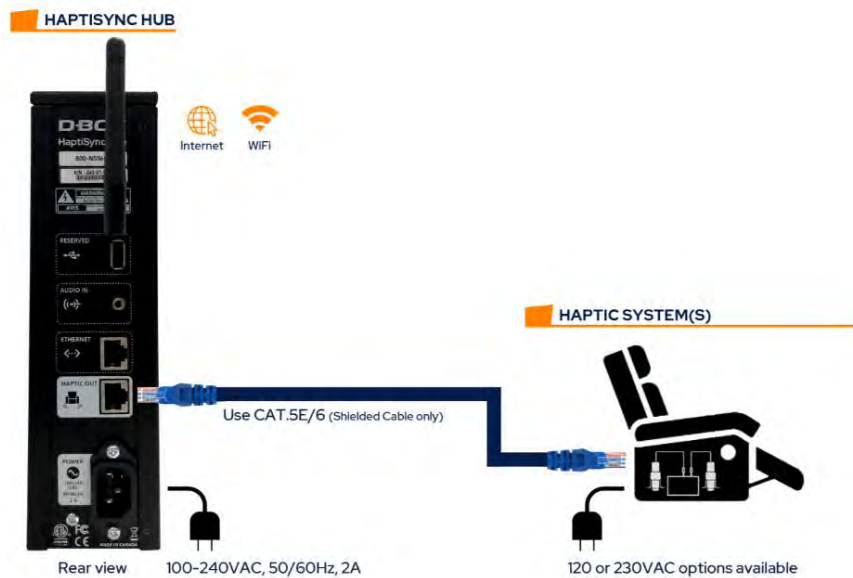 HAPTISYNC HUB
Internet
WiFi
D-BO
HaptiSync
RESERVED
AUDIO IN
ETHERNET
HAPTIC OUT
Use CAT.5E/6 (Shielded Cable only)
POWER
MADE IN CANADA
Rear view
100-240VAC, 50/60Hz, 2A
HAPTIC SYSTEM(S)
120 or 230VAC options available